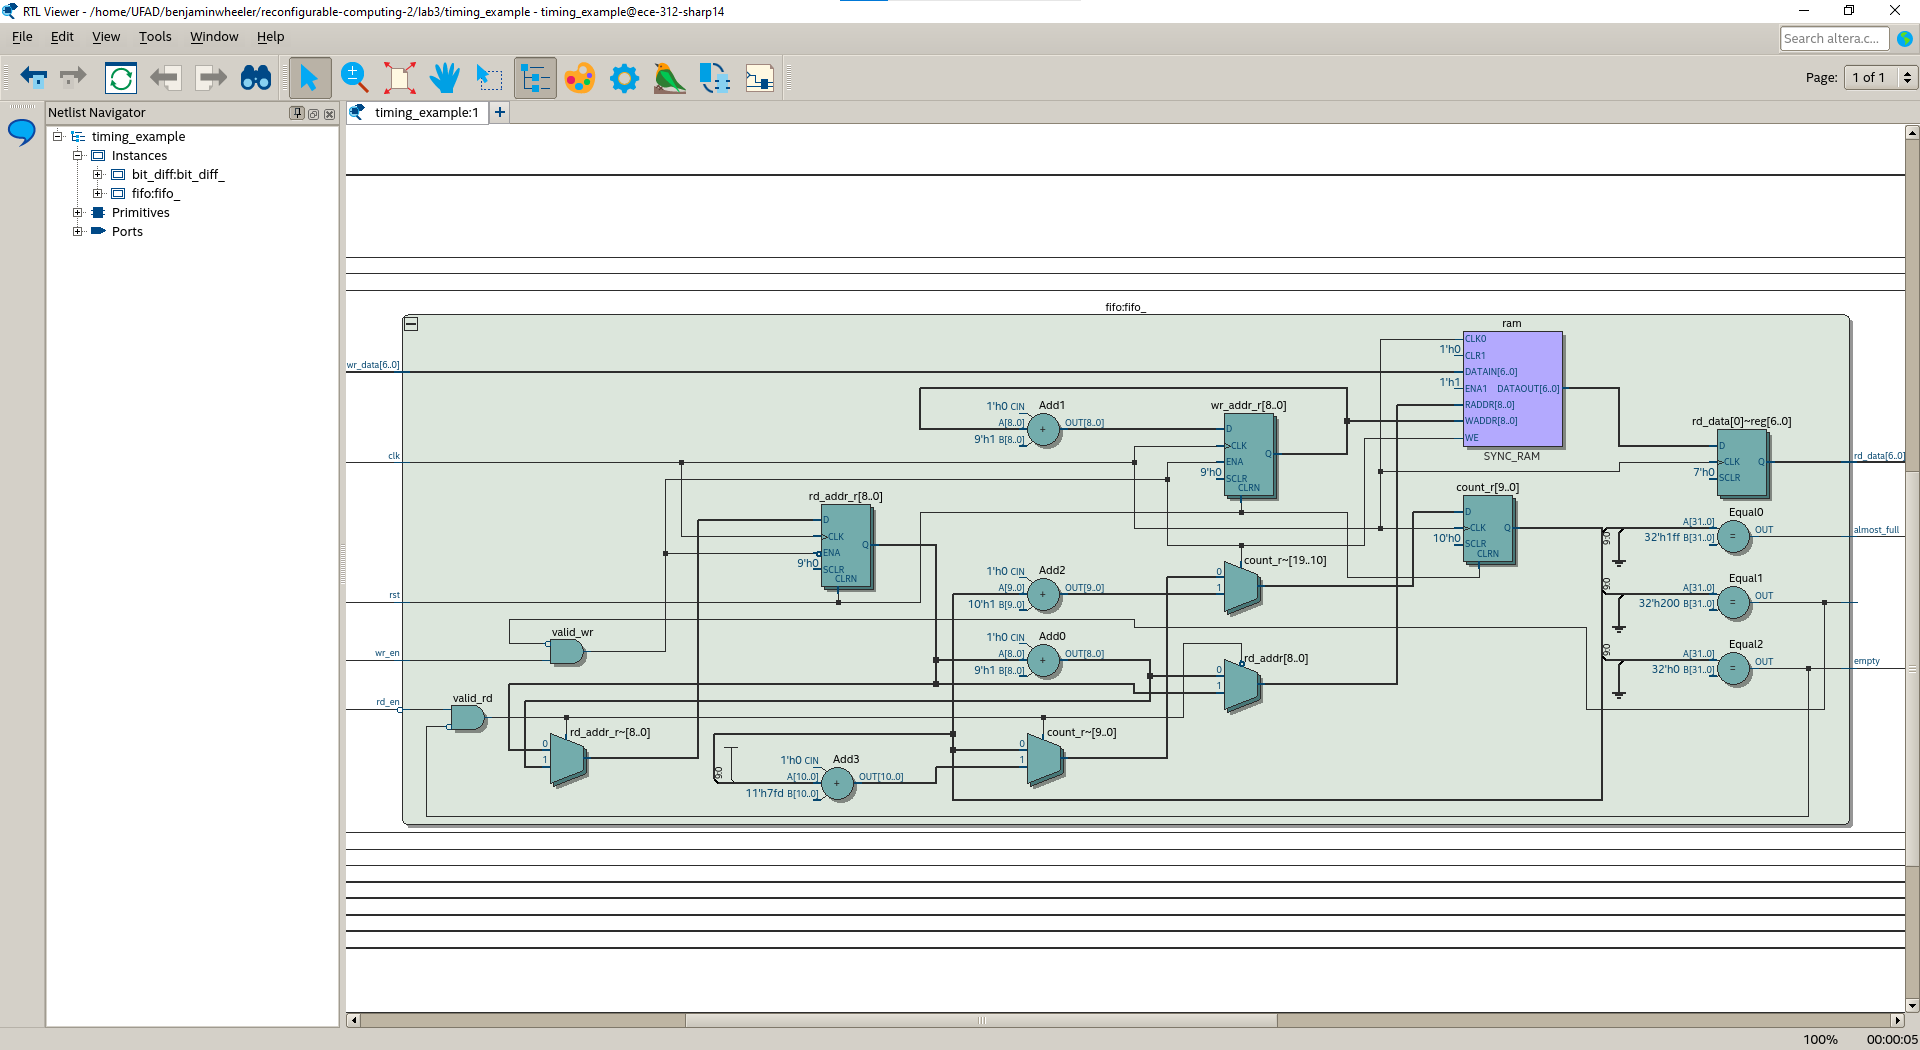 RTL Viewer - /home/UFAD/benjaminwheeler/reconfigurable-computing-2/lab3/timing_example - timing_example@ece-312-sharp14
File Edit View Tools Window Help
Search altera.c...
Page: 1 of 1
Netlist Navigator
timing_example:1
timing_example
Instances
bit_diff:bit_diff_
fifo:fifo_
Primitives
Ports
fifo:fifo_
ram
CLK0
1'h0 CLR1
wr_data[6..0]
DATAIN[6..0]
1'h1 ENA1 DATAOUT[6..0]
RADDR[8..0]
WADDR[8..0]
WE
SYNC_RAM
Add1
1'h0 CIN
A[8..0] OUT[8..0]
9'h1 B[8..0]
+
wr_addr_r[8..0]
D
>CLK
ENA Q
9'h0 SCLR
CLRN
rd_data[0]~reg[6..0]
D
>CLK Q
7'h0 SCLR
rd_data[6..0]
clk
rd_addr_r[8..0]
D
>CLK
ENA Q
9'h0 SCLR
CLRN
count_r[9..0]
D
>CLK Q
10'h0 SCLR
CLRN
Equal0
A[31..0] OUT
32'h1ff B[31..0]
=
almost_full
9:0
count_r~[19..10]
0
1
Add2
1'h0 CIN
A[9..0] OUT[9..0]
10'h1 B[9..0]
+
Equal1
A[31..0] OUT
32'h200 B[31..0]
=
9:0
rst
valid_wr
wr_en
Add0
1'h0 CIN
A[8..0] OUT[8..0]
9'h1 B[8..0]
+
rd_addr[8..0]
0
1
Equal2
A[31..0] OUT
32'h0 B[31..0]
=
9:0
empty
rd_en
valid_rd
rd_addr_r~[8..0]
0
1
Add3
1'h0 CIN
A[10..0] OUT[10..0]
11'h7fd B[10..0]
+
9:0
count_r~[9..0]
0
1
100% 00:00:05